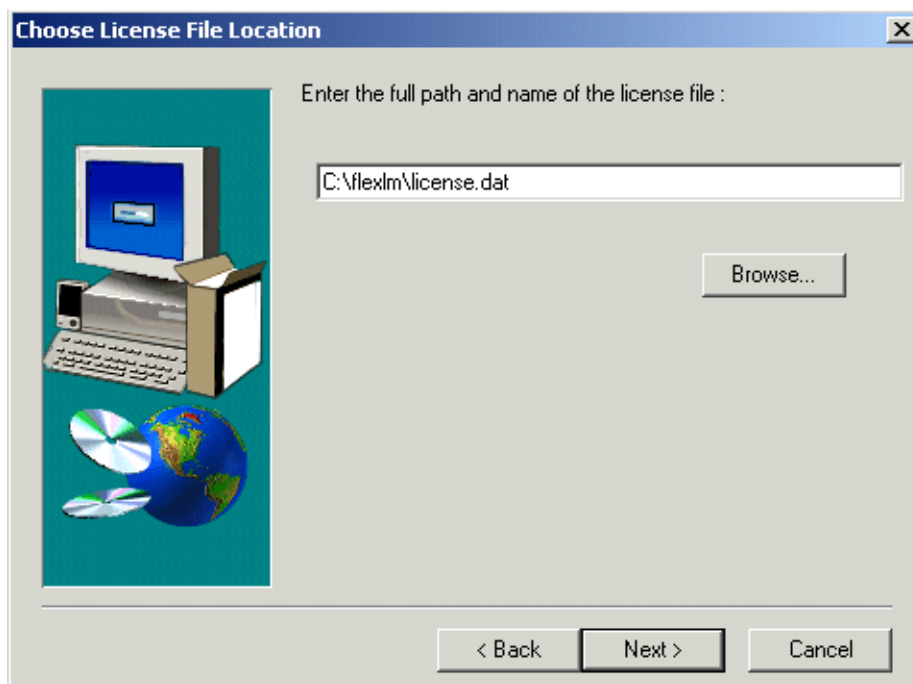 Choose License File Location
Enter the full path and name of the license file :
C:\flexlm\license.dat
Browse...
< Back
Next >
Cancel